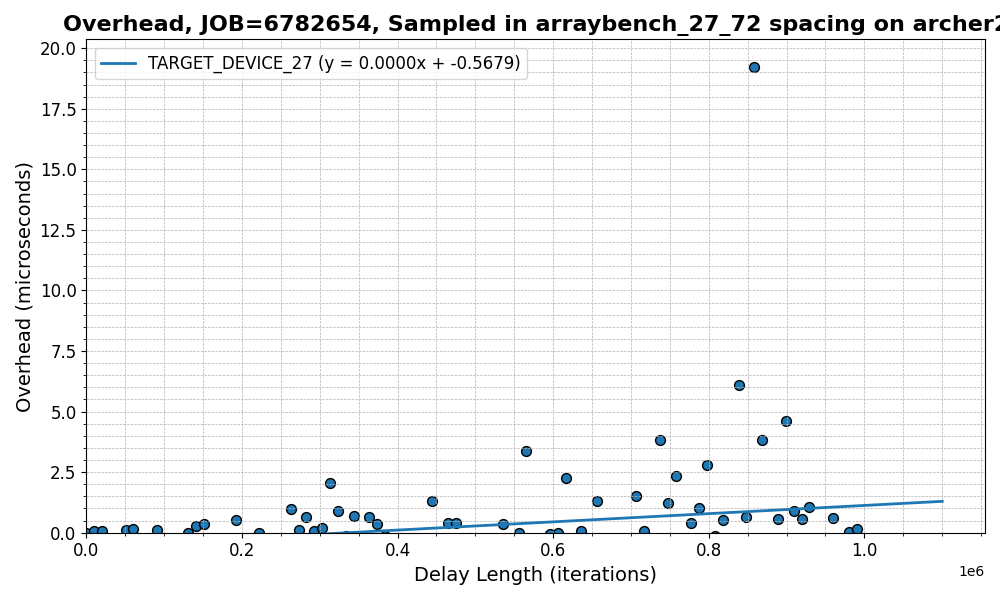 Overhead, JOB=6782654, Sampled in arraybench_27_72 spacing on archer2
TARGET_DEVICE_27 (y = 0.0000x + -0.5679)
Overhead (microseconds)
20.0
17.5
15.0
12.5
10.0
7.5
5.0
2.5
0.0
0.0 0.2 0.4 0.6 0.8 1.0
1e6
Delay Length (iterations)